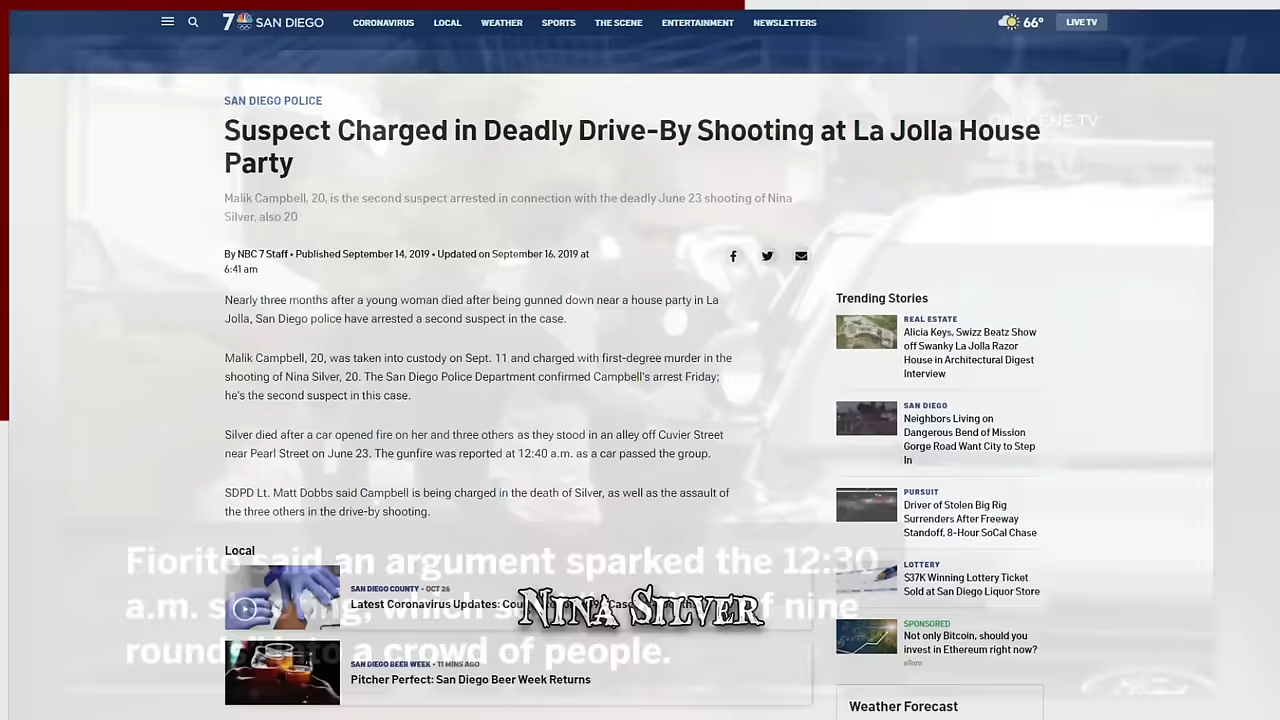 7 SAN DIEGO
CORONAVIRUS LOCAL WEATHER SPORTS THE SCENE ENTERTAINMENT NEWSLETTERS
66°
LIVE TV
SAN DIEGO POLICE
Suspect Charged in Deadly Drive-By Shooting at La Jolla House
Party
Malik Campbell, 20, is the second suspect arrested in connection with the deadly June 23 shooting of Nina
Silver, also 20
By NBC 7 Staff • Published September 14, 2019 • Updated on September 16, 2019 at
6:41 am
Nearly three months after a young woman died after being gunned down near a house party in La
Jolla, San Diego police have arrested a second suspect in the case.
Malik Campbell, 20, was taken into custody on Sept. 11 and charged with first-degree murder in the
shooting of Nina Silver, 20. The San Diego Police Department confirmed Campbell's arrest Friday;
he's the second suspect in this case.
Silver died after a car opened fire on her and three others as they stood in an alley off Cuvier Street
near Pearl Street on June 23. The gunfire was reported at 12:40 a.m. as a car passed the group.
SDPD Lt. Matt Dobbs said Campbell is being charged in the death of Silver, as well as the assault of
the three others in the drive-by shooting.
Local
SAN DIEGO COUNTY • OCT 26
Latest Coronavirus Updates:
SAN DIEGO BEER WEEK • 11 MINS AGO
Pitcher Perfect: San Diego Beer Week Returns
Trending Stories
REAL ESTATE
Alicia Keys, Swizz Beatz Show
off Swanky La Jolla Razor
House in Architectural Digest
Interview
SAN DIEGO
Neighbors Living on
Dangerous Bend of Mission
Gorge Road Want City to Step
In
PURSUIT
Driver of Stolen Big Rig
Surrenders After Freeway
Standoff, 8-Hour SoCal Chase
LOTTERY
$37K Winning Lottery Ticket
Sold at San Diego Liquor Store
SPONSORED
Not only Bitcoin, should you
invest in Ethereum right now?
eToro
Weather Forecast
Fiorito said an argument sparked the 12:30
a.m. which of nine
a crowd of people.
NINA SILVER